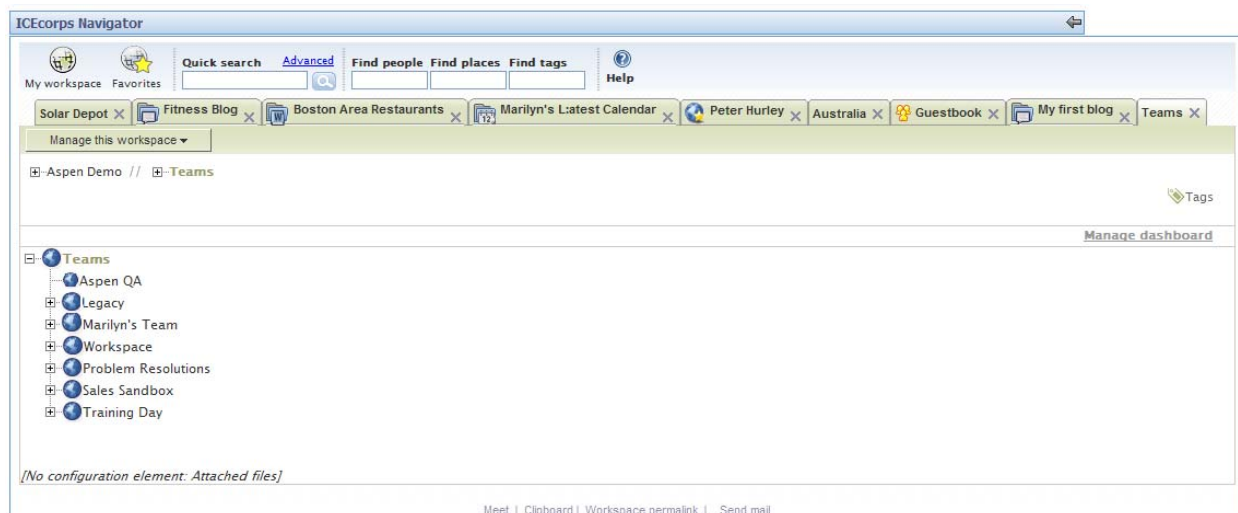 ICEcorps Navigator
Quick search Advanced Find people Find places Find tags
My workspace Favorites Help
Solar Depot Fitness Blog Boston Area Restaurants Marilyn's L:atest Calendar Peter Hurley Australia Guestbook My first blog Teams
Manage this workspace
Aspen Demo // Teams
Tags
Manage dashboard
Teams
Aspen QA
Legacy
Marilyn's Team
Workspace
Problem Resolutions
Sales Sandbox
Training Day
[No configuration element: Attached files]
Meet | Clipboard | Workspace permalink | Send mail